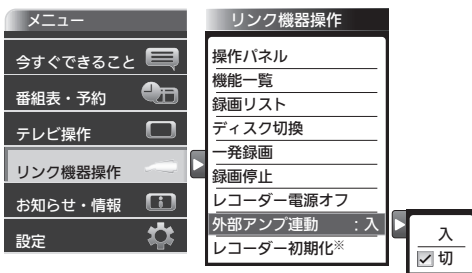 メニュー
今すぐできること
番組表・予約
テレビ操作
リンク機器操作
お知らせ・情報
設定
リンク機器操作
操作パネル
機能一覧
録画リスト
ディスク切換
一発録画
録画停止
レコーダー電源オフ
外部アンプ連動 :入
レコーダー初期化※
入
切